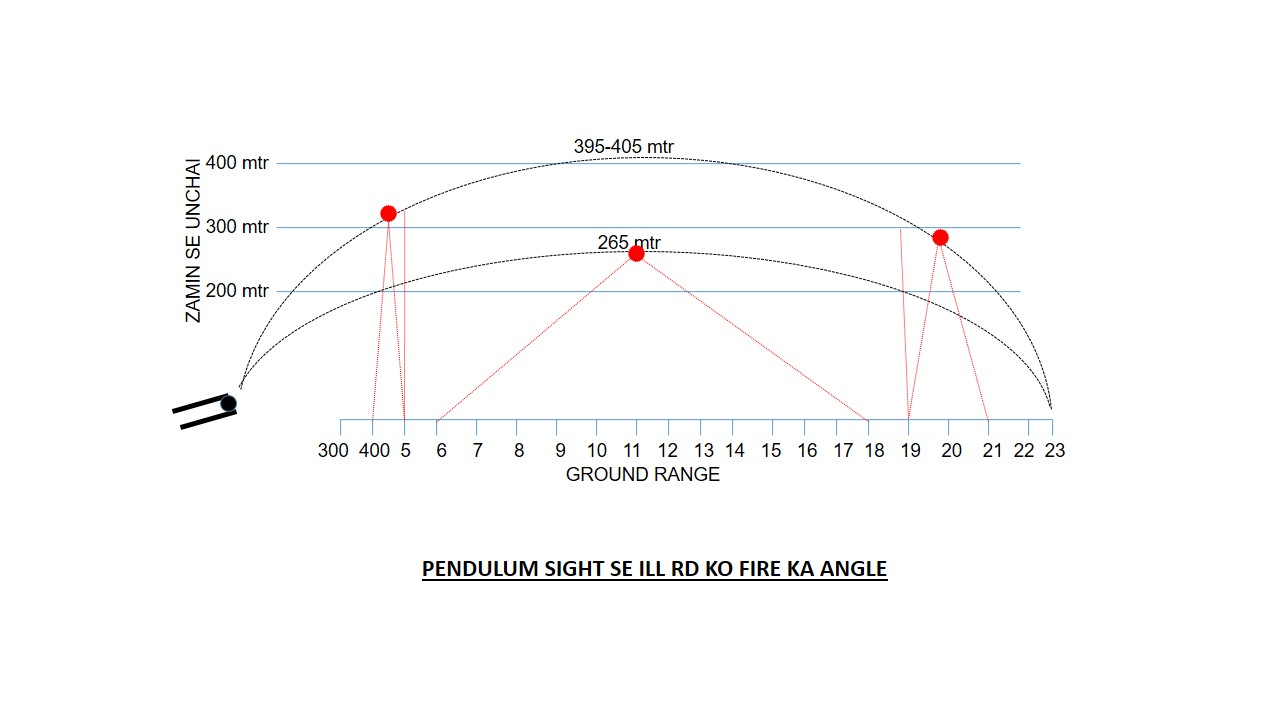 395-405 mtr
400 mtr
300 mtr
265 mtr
200 mtr
ZAMIN SE UNCHAI
300 400 5 6 7 8 9 10 11 12 13 14 15 16 17 18 19 20 21 22 23
GROUND RANGE
PENDULUM SIGHT SE ILL RD KO FIRE KA ANGLE